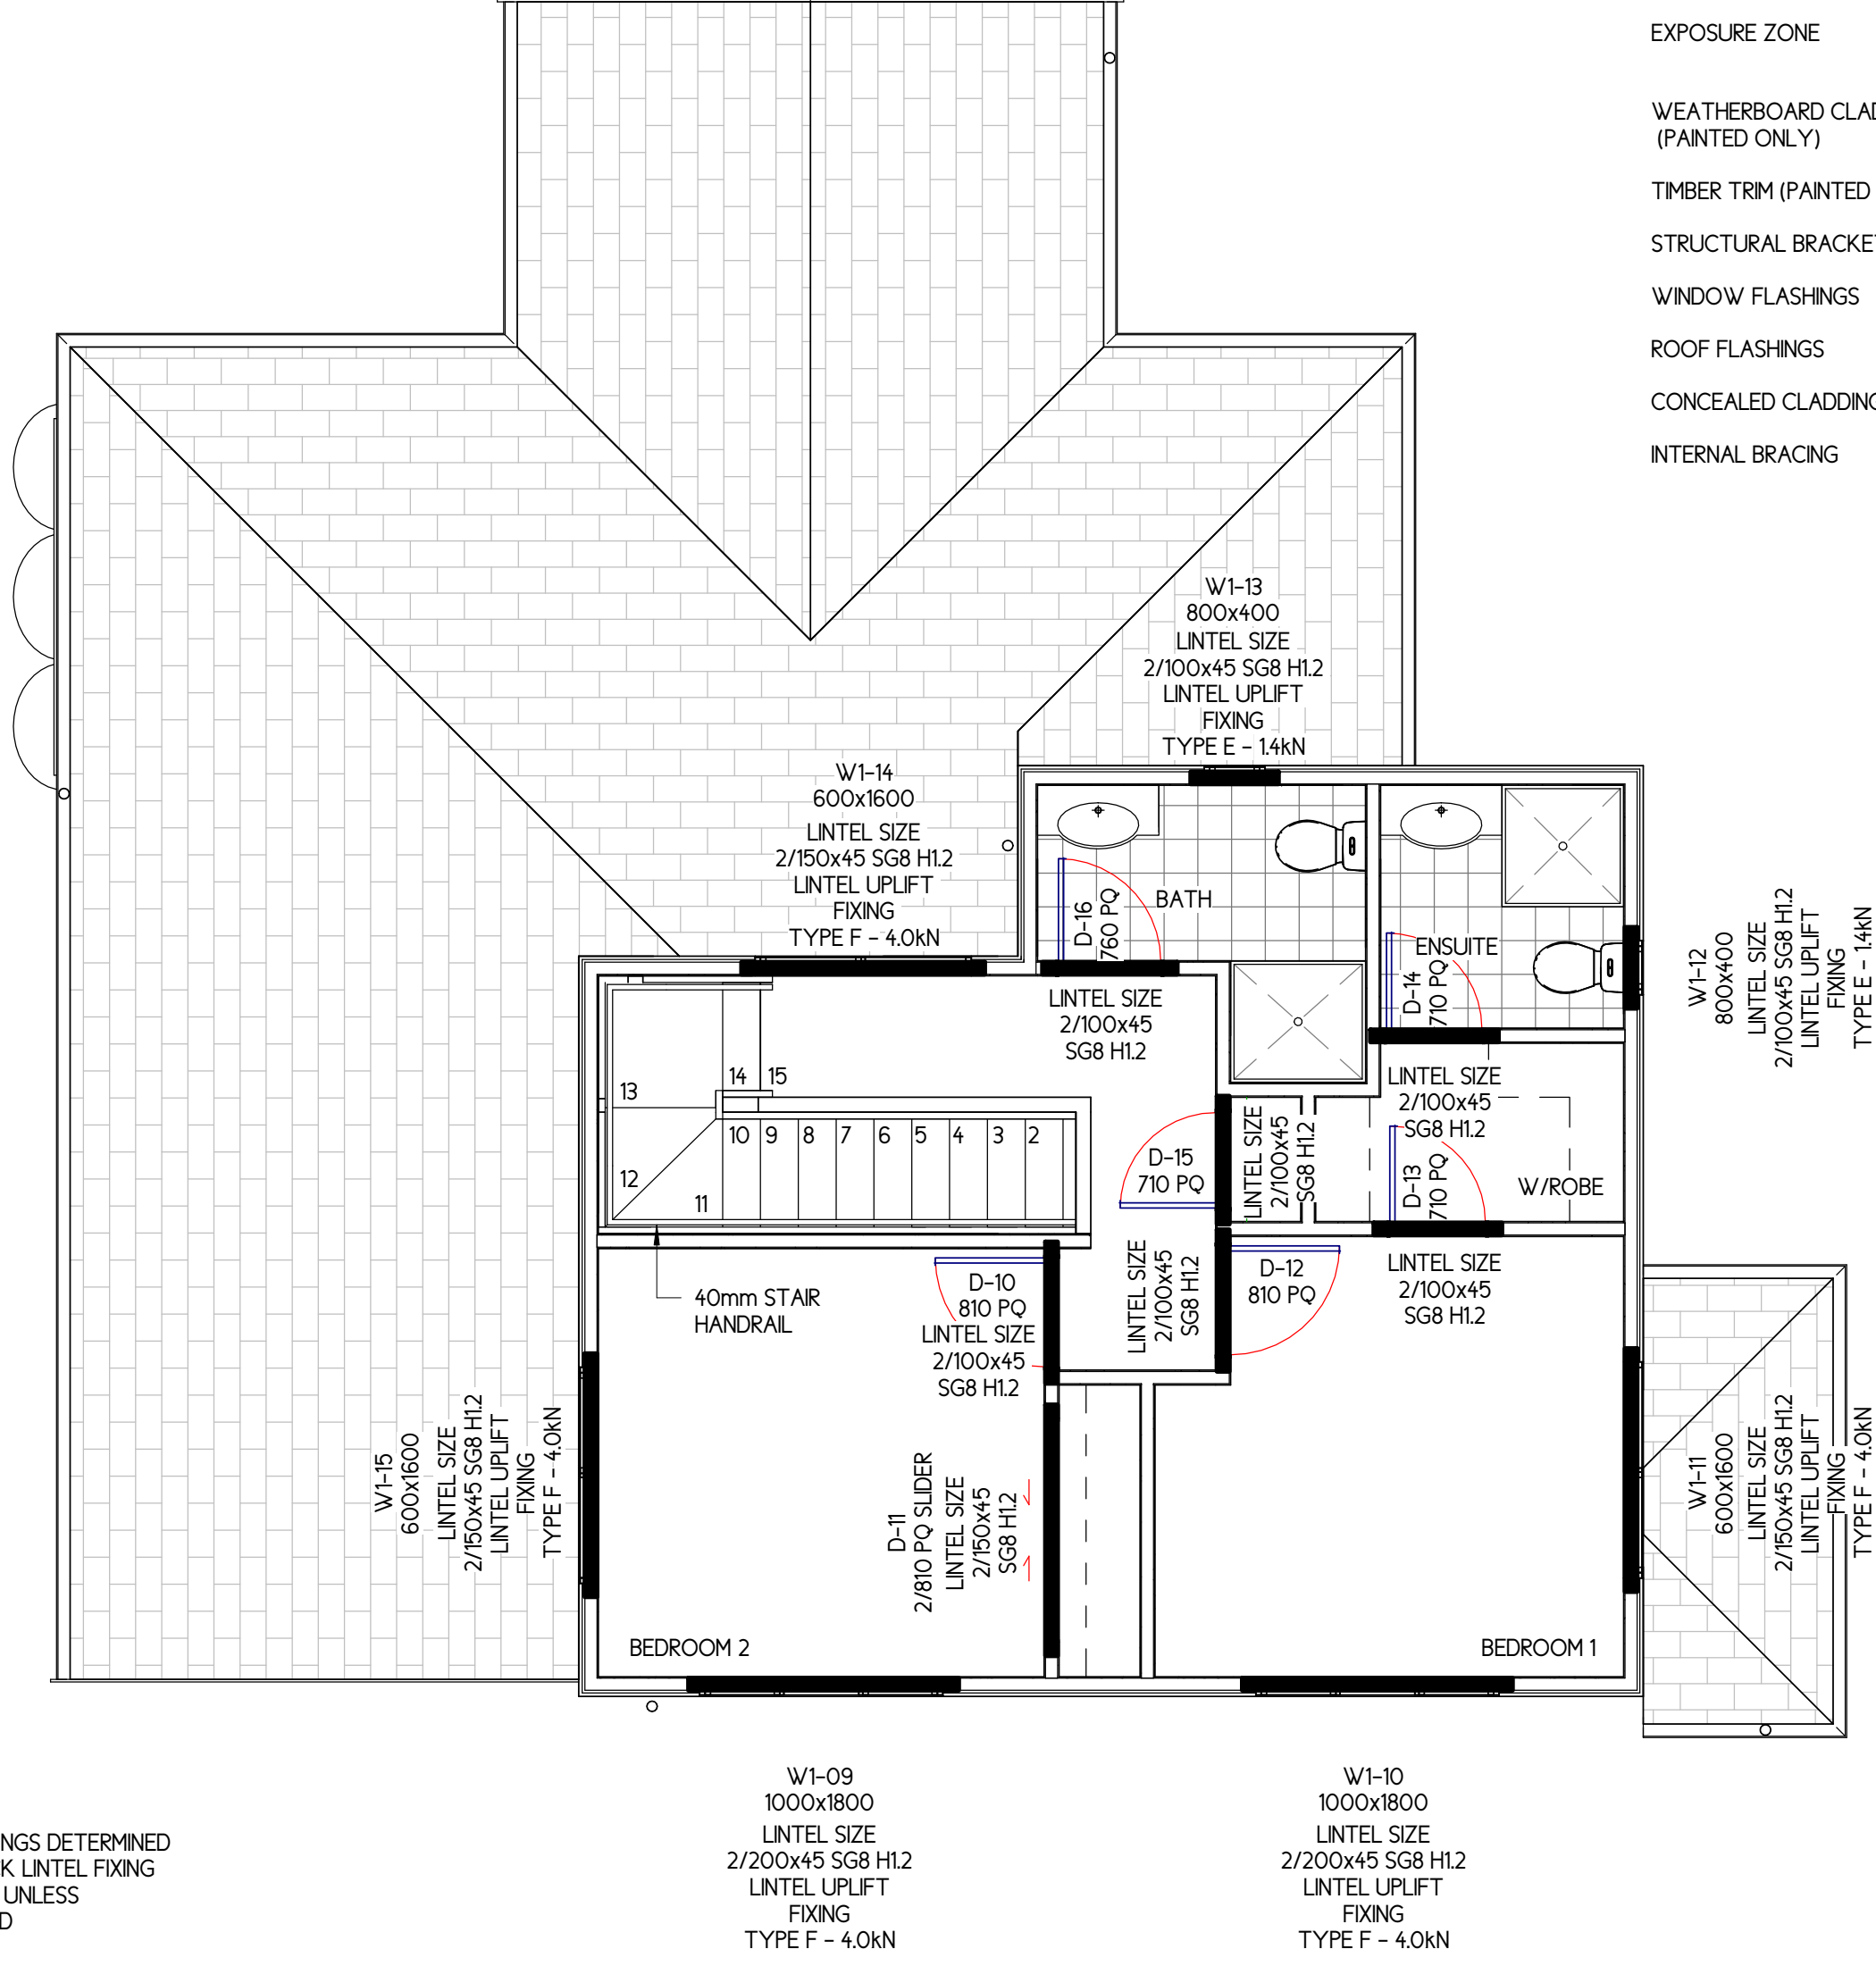 EXPOSURE ZONE
WEATHERBOARD CLAD
(PAINTED ONLY)
TIMBER TRIM (PAINTED
STRUCTURAL BRACKET
WINDOW FLASHINGS
ROOF FLASHINGS
CONCEALED CLADDING
INTERNAL BRACING
W1-13
800x400
LINTEL SIZE
2/100x45 SG8 H1.2
LINTEL UPLIFT
FIXING
TYPE E - 1.4kN
W1-14
600x1600
LINTEL SIZE
2/150x45 SG8 H1.2
LINTEL UPLIFT
FIXING
TYPE F - 4.0kN
D-16
760 PQ
BATH
ENSUITE
D-14
710 PQ
W1-12
800x400
LINTEL SIZE
2/100x45 SG8 H1.2
LINTEL UPLIFT
FIXING
TYPE E - 1.4kN
LINTEL SIZE
2/100x45
SG8 H1.2
LINTEL SIZE
2/100x45
SG8 H1.2
13
14
15
10
9
8
7
6
5
4
3
2
12
11
D-15
710 PQ
LINTEL SIZE
2/100x45
SG8 H1.2
D-13
710 PQ
W/ROBE
40mm STAIR
HANDRAIL
D-10
810 PQ
LINTEL SIZE
2/100x45
SG8 H1.2
LINTEL SIZE
2/100x45
SG8 H1.2
D-12
810 PQ
LINTEL SIZE
2/100x45
SG8 H1.2
W1-15
600x1600
LINTEL SIZE
2/150x45 SG8 H1.2
LINTEL UPLIFT
FIXING
TYPE F - 4.0kN
D-11
2/810 PQ SLIDER
LINTEL SIZE
2/150x45
SG8 H1.2
W1-11
600x1600
LINTEL SIZE
2/150x45 SG8 H1.2
LINTEL UPLIFT
FIXING
TYPE F - 4.0kN
BEDROOM 2
BEDROOM 1
W1-09
1000x1800
LINTEL SIZE
2/200x45 SG8 H1.2
LINTEL UPLIFT
FIXING
TYPE F - 4.0kN
W1-10
1000x1800
LINTEL SIZE
2/200x45 SG8 H1.2
LINTEL UPLIFT
FIXING
TYPE F - 4.0kN
NGS DETERMINED
K LINTEL FIXING
UNLESS
D